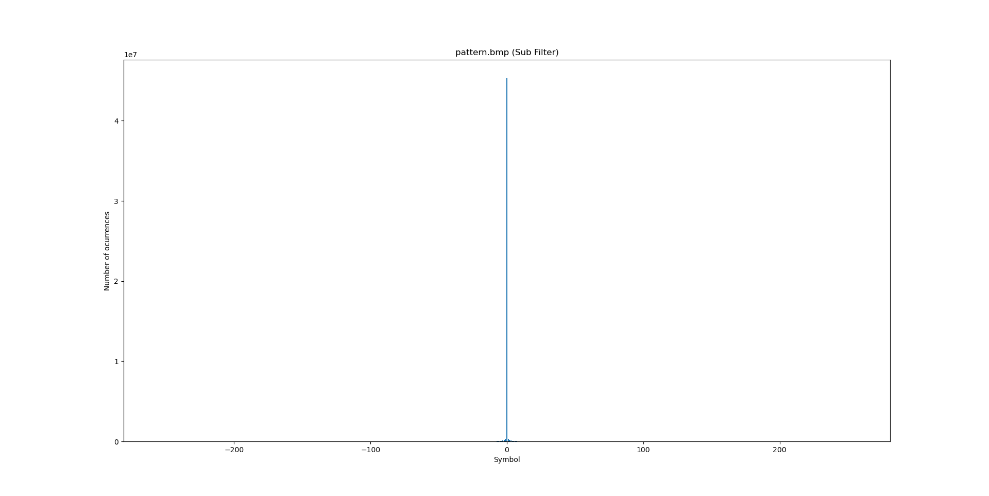 pattern.bmp (Sub Filter)
1e7
4
3
2
1
0
Number of ocurrences
−200
−100
0
100
200
Symbol